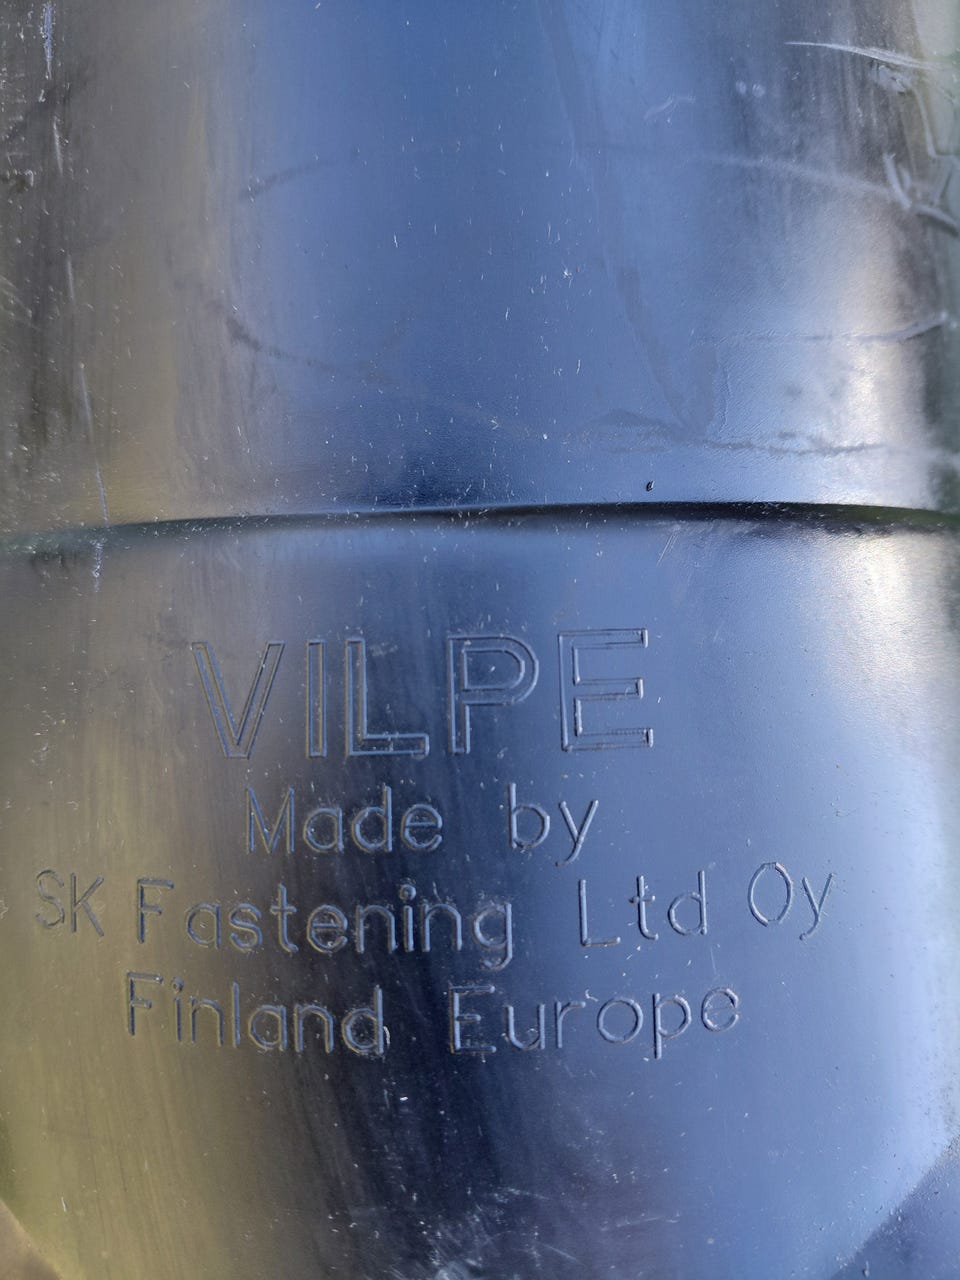 VILPE
Made by
SK Fastening Ltd Oy
Finland Europe